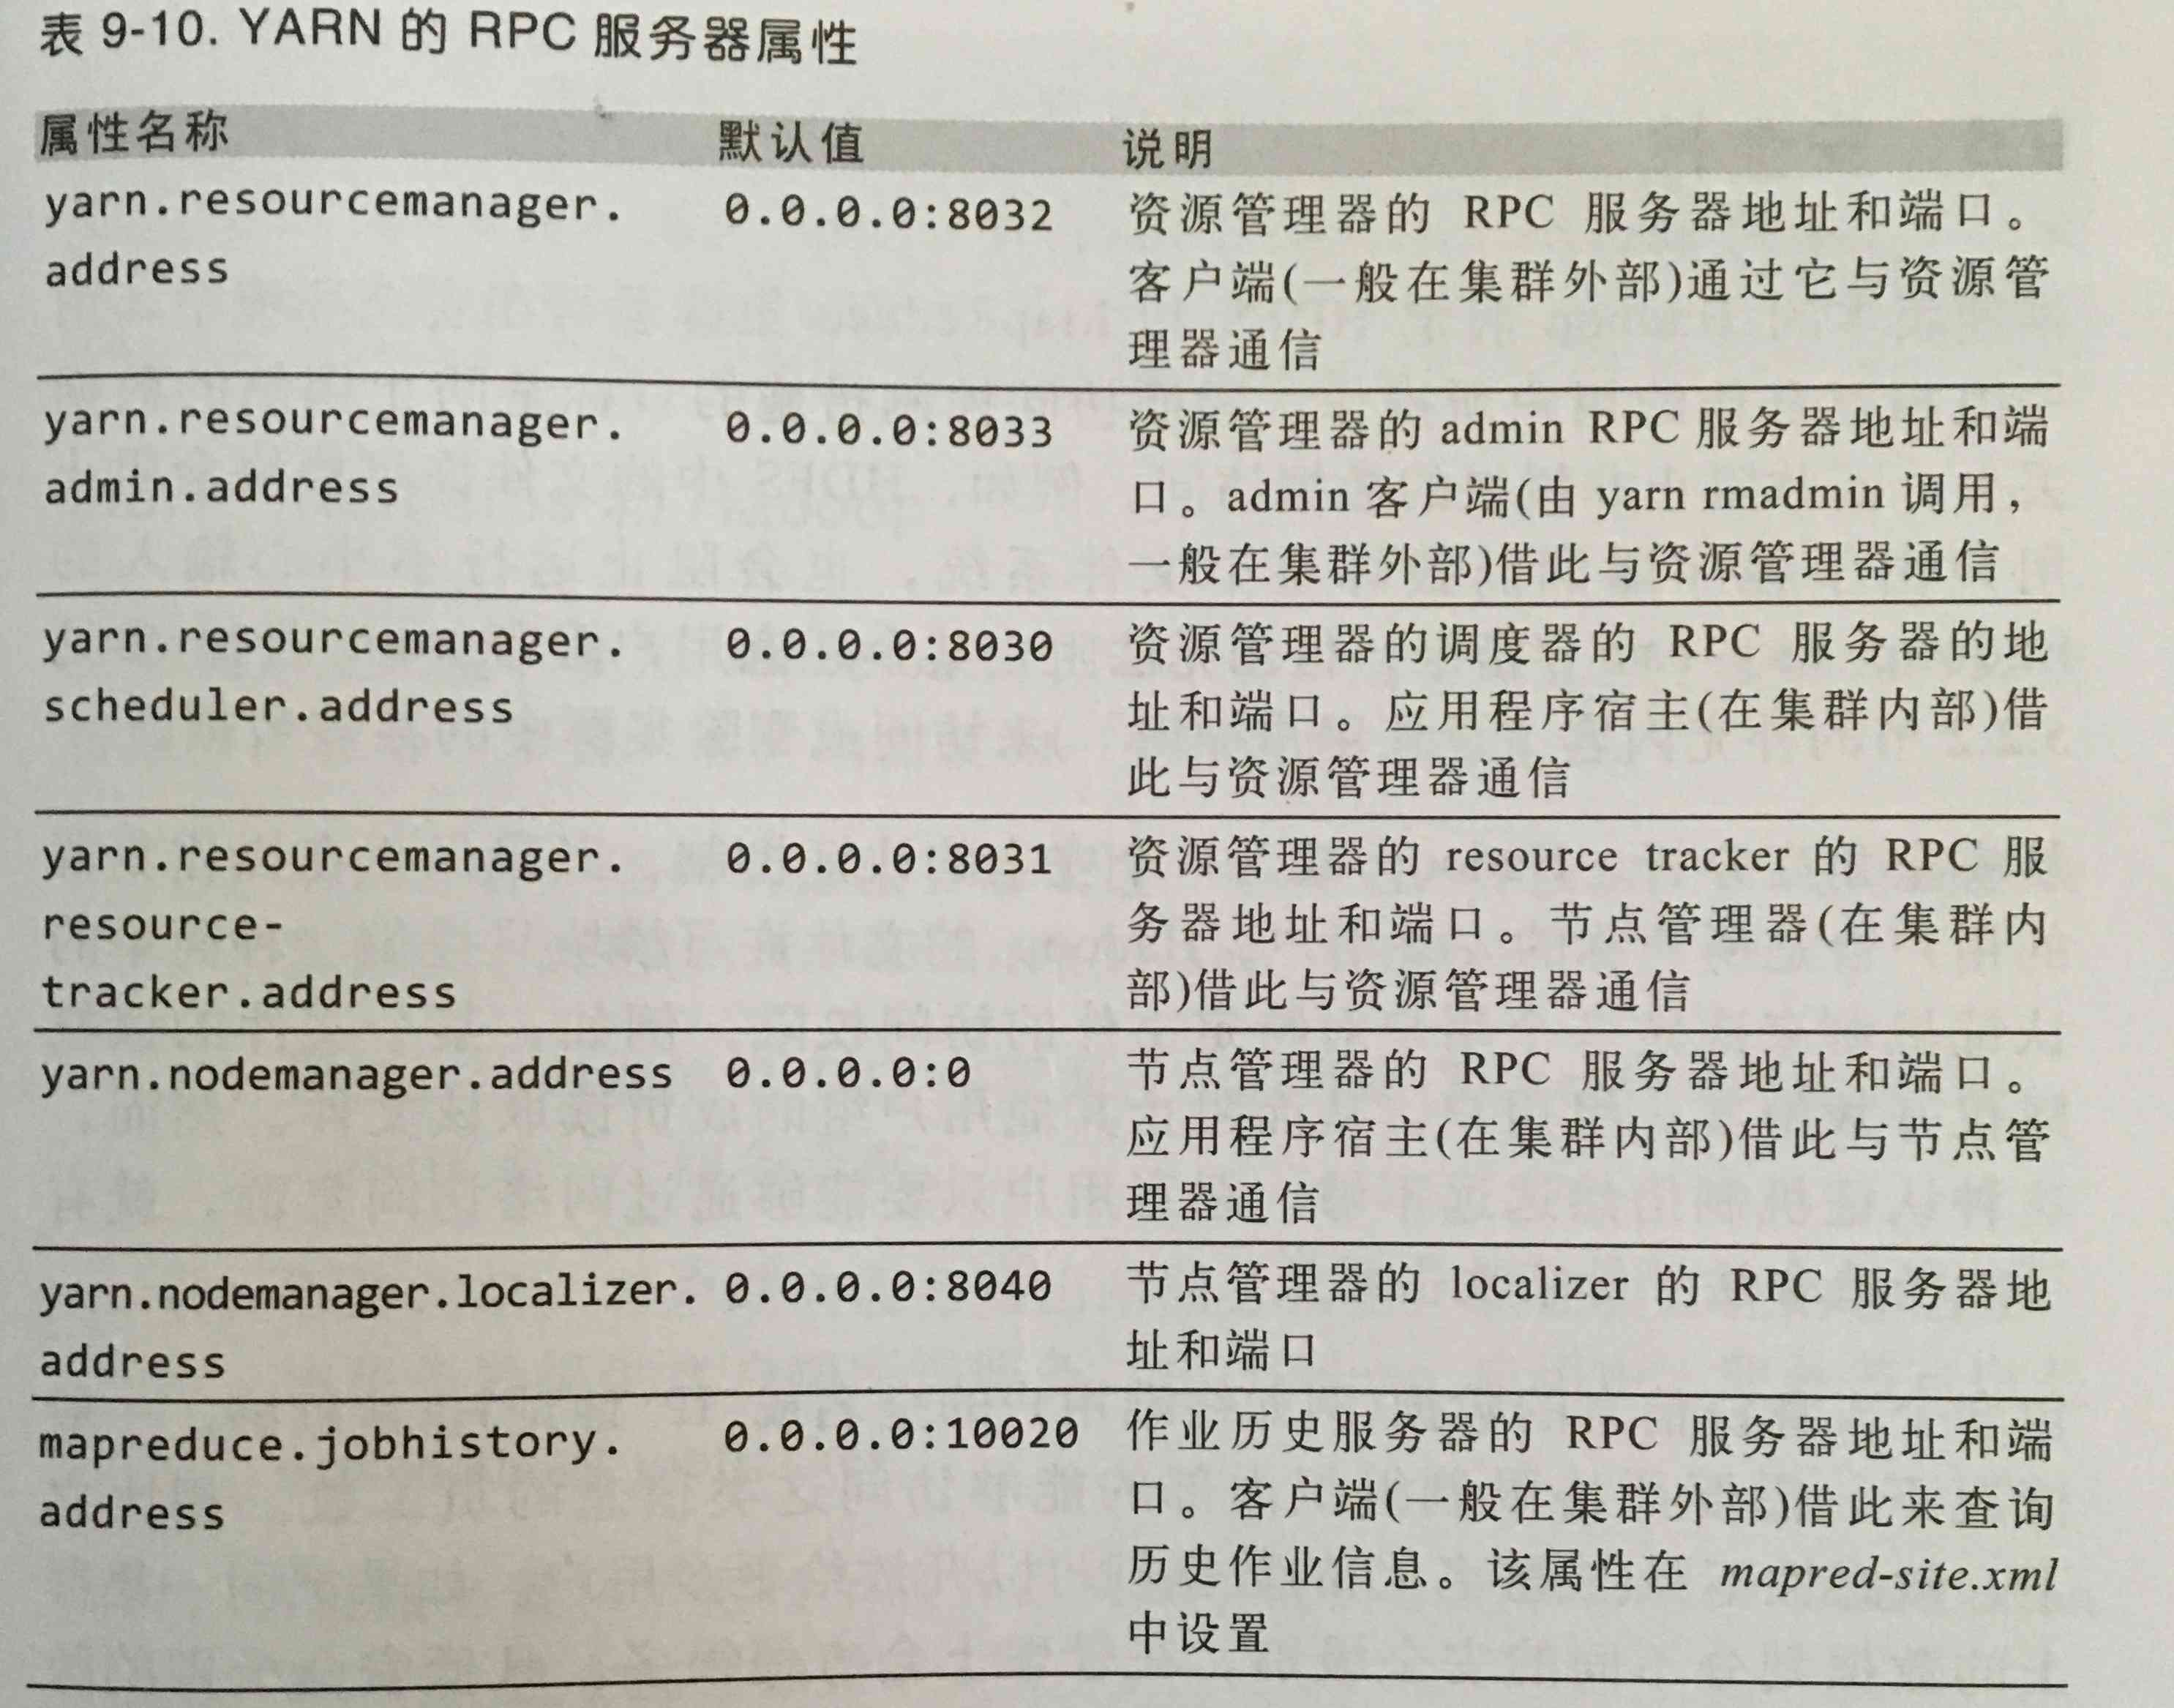 表 9-10. YARN 的 RPC 服务器属性
属性名称 默认值 说明
yarn.resourcemanager. 0.0.0.0:8032 资源管理器的 RPC 服务器地址和端口。
address 客户端(一般在集群外部)通过它与资源管
理器通信
yarn.resourcemanager. 0.0.0.0:8033 资源管理器的 admin RPC 服务器地址和端
admin.address 口。admin 客户端(由 yarn rmadmin 调用，
一般在集群外部)借此与资源管理器通信
yarn.resourcemanager. 0.0.0.0:8030 资源管理器的调度器的 RPC 服务器的地
scheduler.address 址和端口。应用程序宿主(在集群内部)借
此与资源管理器通信
yarn.resourcemanager. 0.0.0.0:8031 资源管理器的 resource tracker 的 RPC 服
resource- 务器地址和端口。节点管理器(在集群内
tracker.address 部)借此与资源管理器通信
yarn.nodemanager.address 0.0.0.0:0 节点管理器的 RPC 服务器地址和端口。
应用程序宿主(在集群内部)借此与节点管
理器通信
yarn.nodemanager.localizer. 0.0.0.0:8040 节点管理器的 localizer 的 RPC 服务器地
address 址和端口
mapreduce.jobhistory. 0.0.0.0:10020 作业历史服务器的 RPC 服务器地址和端
address 口。客户端(一般在集群外部)借此来查询
历史作业信息。该属性在 mapred-site.xml
中设置